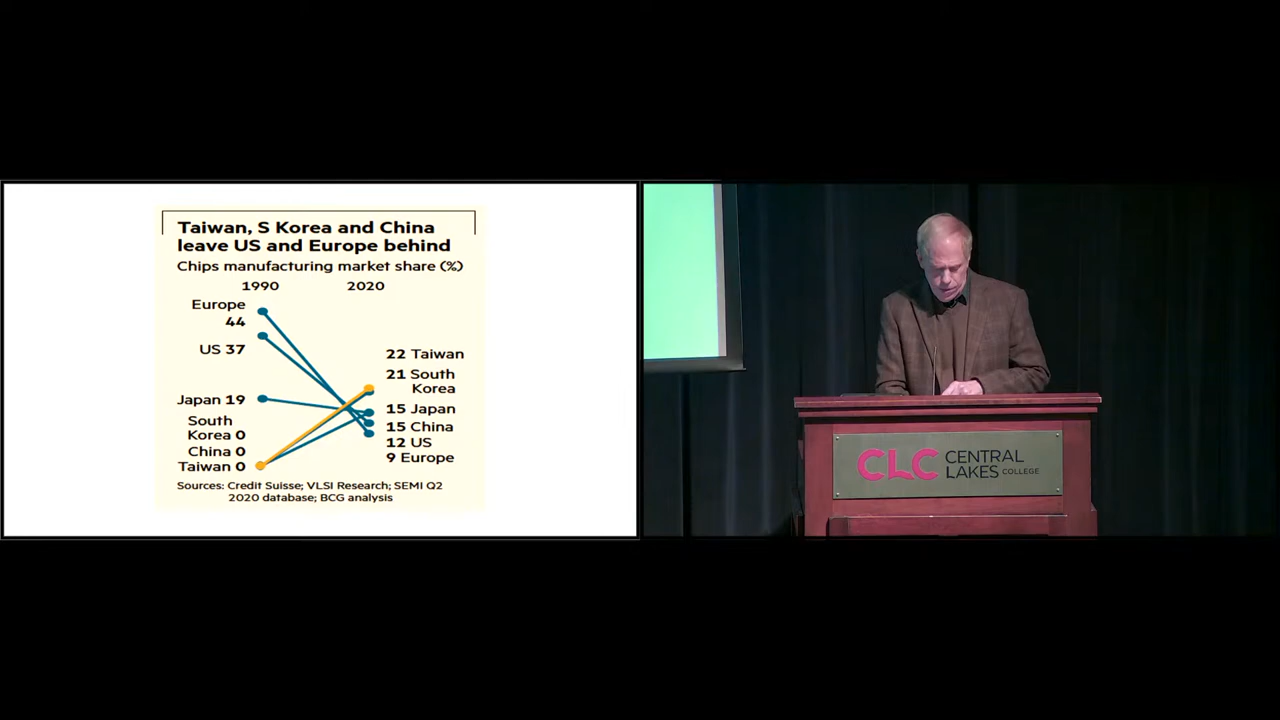 Taiwan, S Korea and China
leave US and Europe behind
Chips manufacturing market share (%)
1990 2020
Europe
44
US 37
Japan 19
South
Korea 0
China 0
Taiwan 0
22 Taiwan
21 South
Korea
15 Japan
15 China
12 US
9 Europe
Sources: Credit Suisse; VLSI Research; SEMI Q2
2020 database; BCG analysis
CLC CENTRAL
LAKES COLLEGE